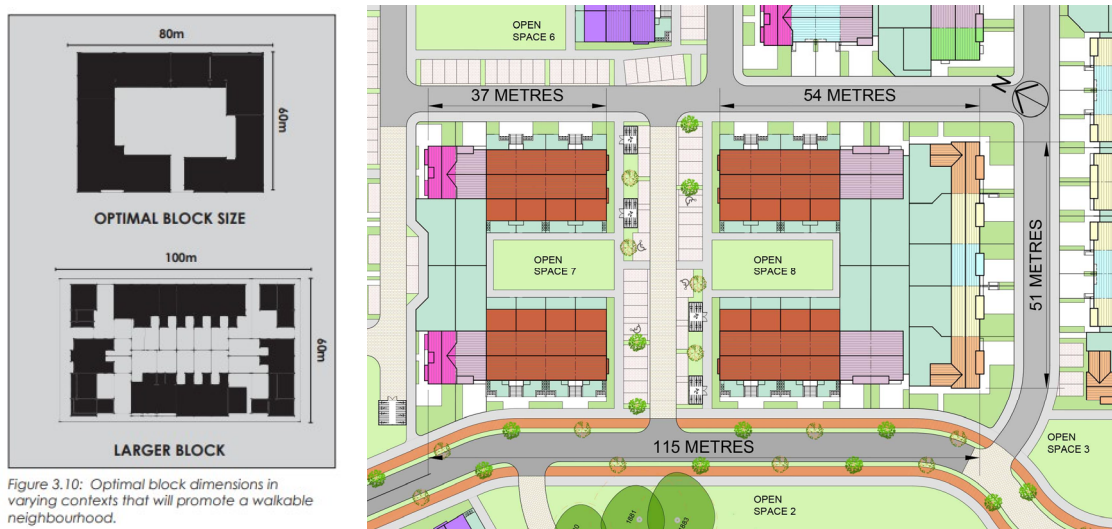 80m
60m
OPTIMAL BLOCK SIZE
100m
60m
LARGER BLOCK
Figure 3.10: Optimal block dimensions in
varying contexts that will promote a walkable
neighbourhood.
OPEN
SPACE 6
N
37 METRES
54 METRES
OPEN
SPACE 7
OPEN
SPACE 8
51 METRES
115 METRES
OPEN
SPACE 3
OPEN
SPACE 2
1681
1683